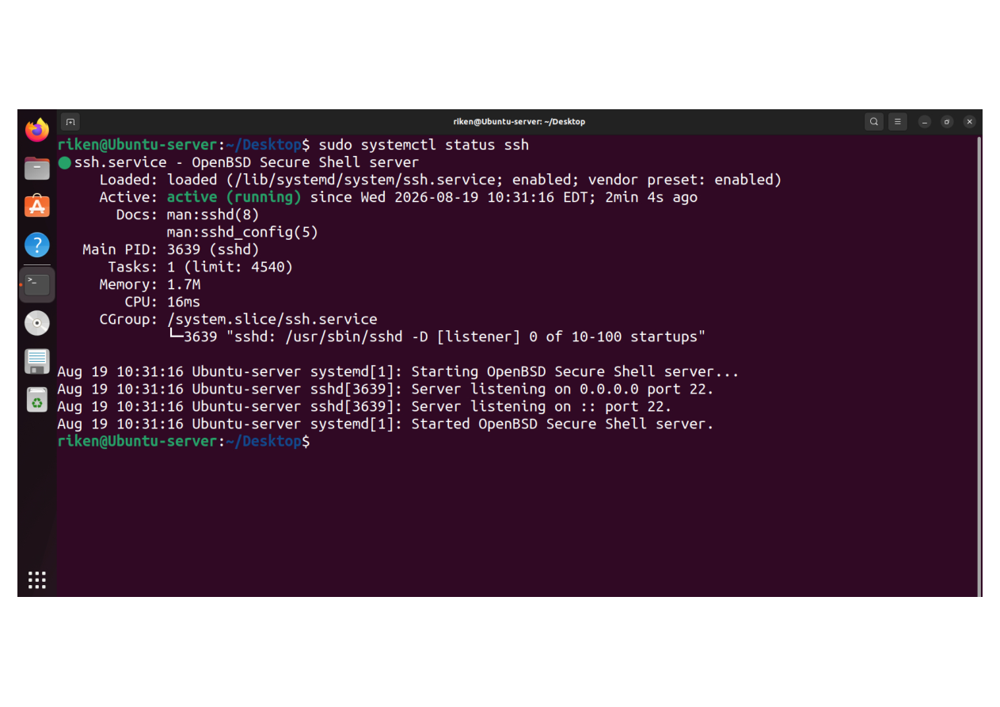 riken@Ubuntu-server: ~/Desktop
riken@Ubuntu-server:~/Desktop$ sudo systemctl status ssh
ssh.service - OpenBSD Secure Shell server
Loaded: loaded (/lib/systemd/system/ssh.service; enabled; vendor preset: enabled)
Active: active (running) since Wed 2026-08-19 10:31:16 EDT; 2min 4s ago
Docs: man:sshd(8)
man:sshd_config(5)
Main PID: 3639 (sshd)
Tasks: 1 (limit: 4540)
Memory: 1.7M
CPU: 16ms
CGroup: /system.slice/ssh.service
└─3639 "sshd: /usr/sbin/sshd -D [listener] 0 of 10-100 startups"
Aug 19 10:31:16 Ubuntu-server systemd[1]: Starting OpenBSD Secure Shell server...
Aug 19 10:31:16 Ubuntu-server sshd[3639]: Server listening on 0.0.0.0 port 22.
Aug 19 10:31:16 Ubuntu-server sshd[3639]: Server listening on :: port 22.
Aug 19 10:31:16 Ubuntu-server systemd[1]: Started OpenBSD Secure Shell server.
riken@Ubuntu-server:~/Desktop$